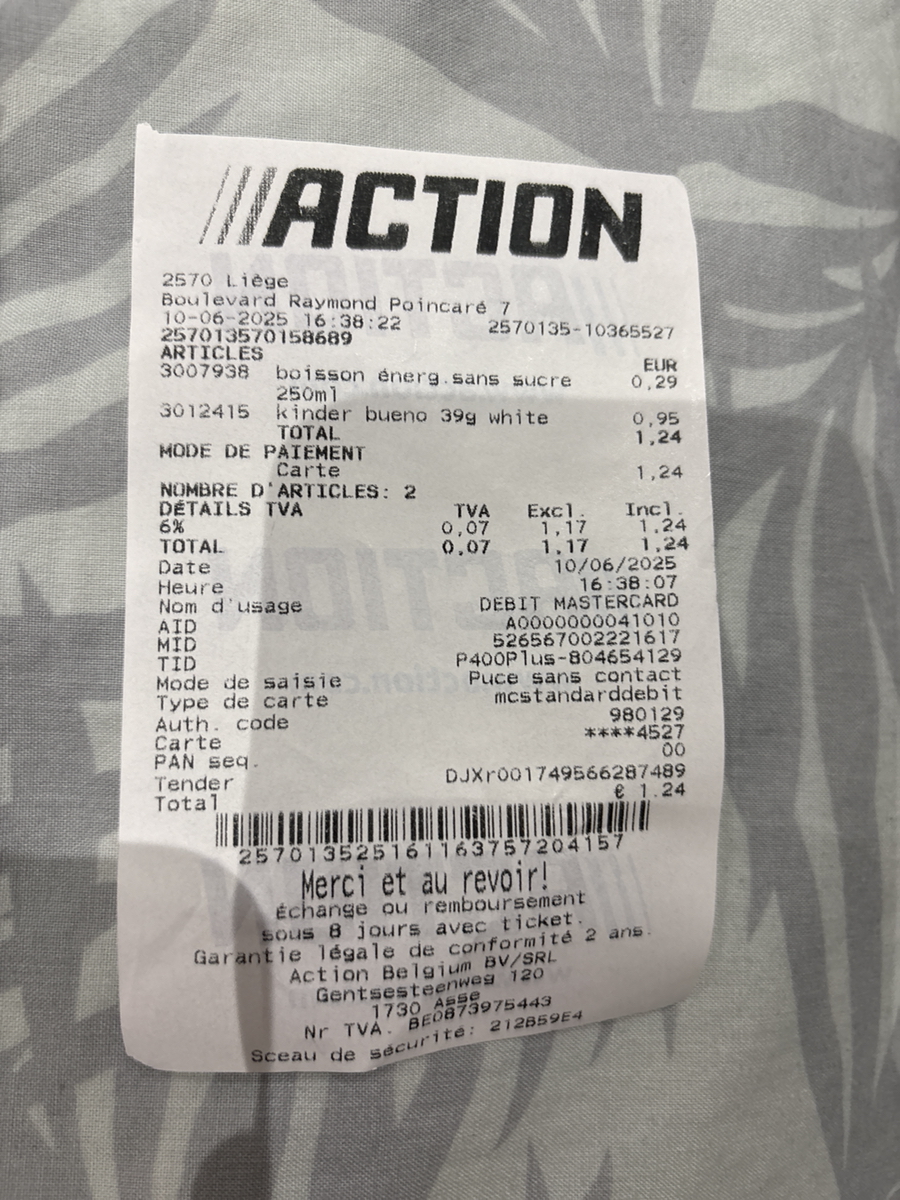 ACTION
2570 Liège
Boulevard Raymond Poincaré 7
10-06-2025 16:38:22 2570135-10365527
257013570158689
ARTICLES EUR
3007938 boisson énerg.sans sucre 0,29
250ml
3012415 kinder bueno 39g white 0,95
TOTAL 1,24
MODE DE PAIEMENT
Carte 1,24
NOMBRE D'ARTICLES: 2
DÉTAILS TVA TVA Excl. Incl.
6% 0,07 1,17 1,24
TOTAL 0,07 1,17 1,24
Date 10/06/2025
Heure 16:38:07
Nom d'usage DEBIT MASTERCARD
AID A0000000041010
MID 526567002221617
TID P400Plus-804654129
Mode de saisie Puce sans contact
Type de carte mcstandarddebit
Auth. code 980129
Carte ****4527
PAN seq. 00
Tender DJXr001749566287489
Total € 1.24
257013525161163757204157
Merci et au revoir!
échange ou remboursement
sous 8 jours avec ticket.
Garantie légale de conformité 2 ans.
Action Belgium BV/SRL
Gentsesteenweg 120
1730 Asse
Nr TVA. BE0873975443
Sceau de sécurité: 212859E4